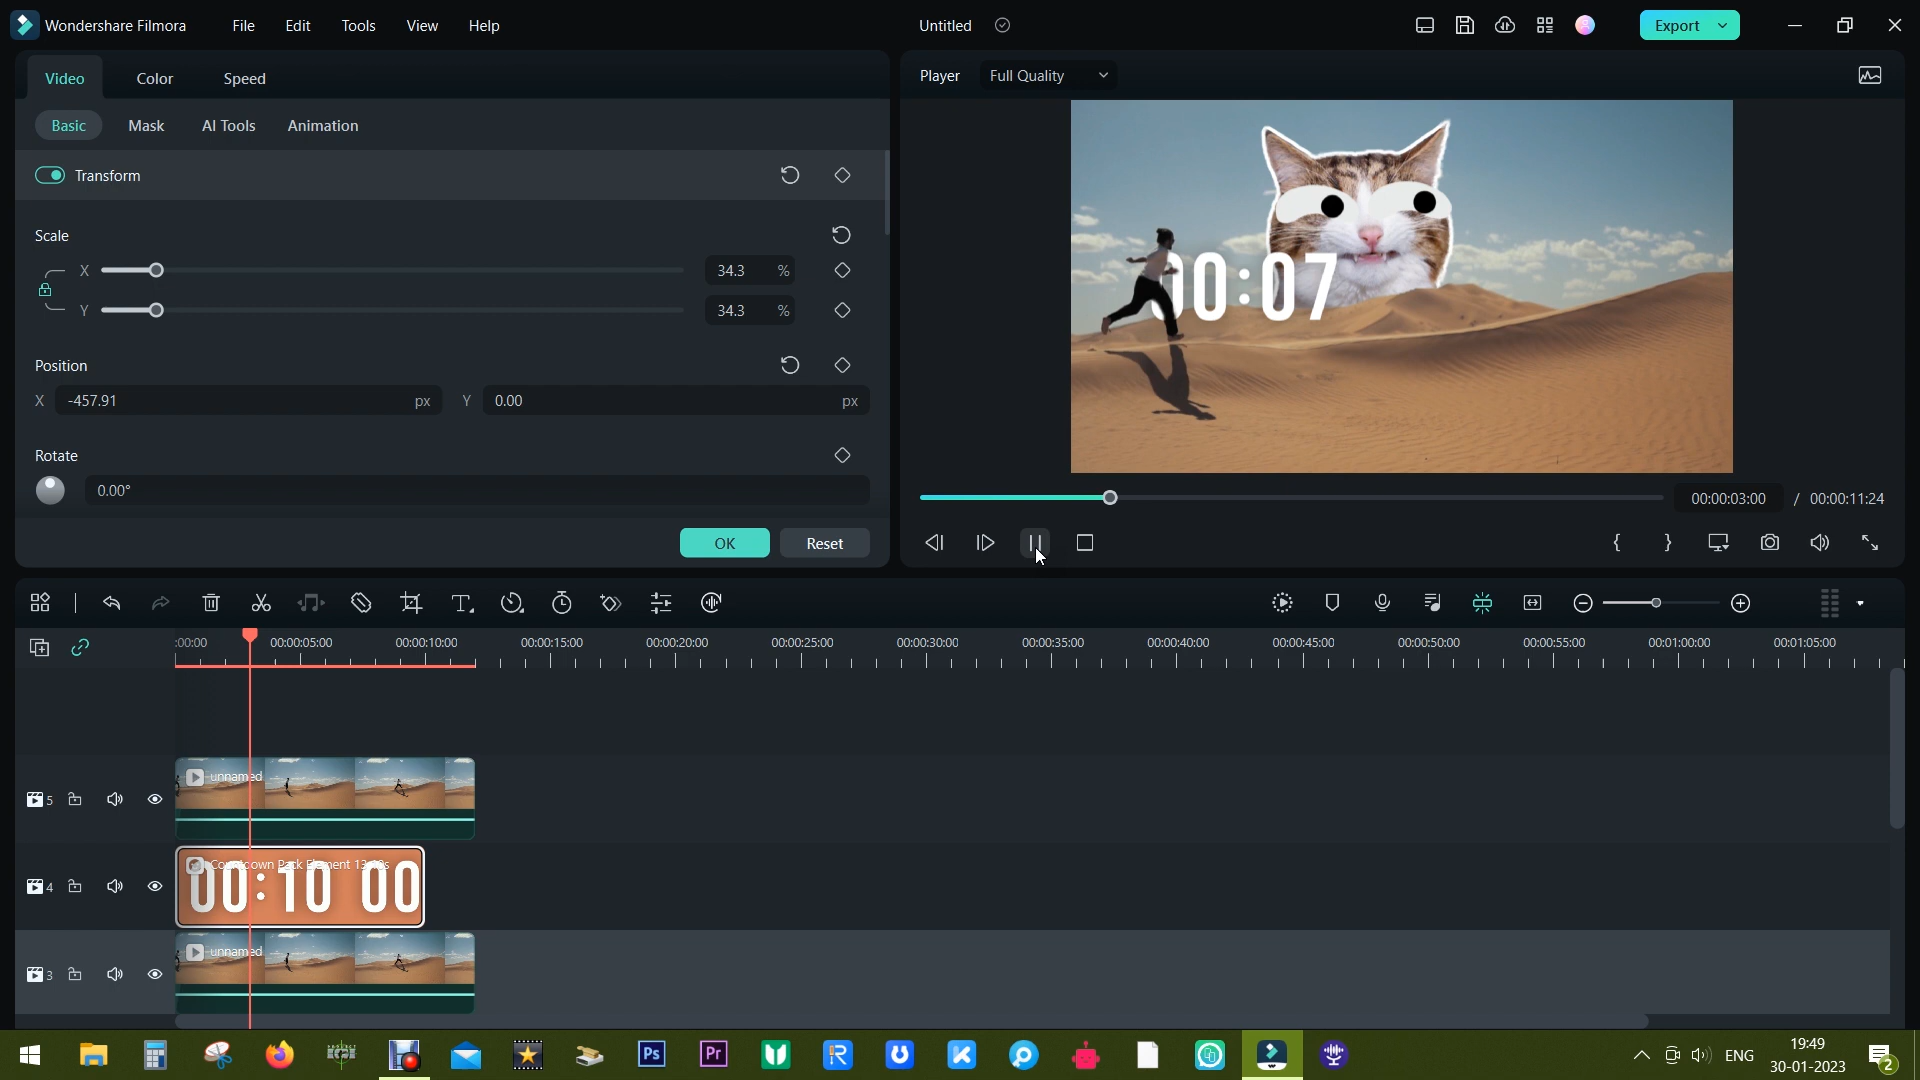 Wondershare Filmora File Edit Tools View Help Untitled Export
Video Color Speed
Player Full Quality
Basic Mask AI Tools Animation
Transform
Scale
X 34.3 %
Y 34.3 %
Position
X -457.91 px Y 0.00 px
Rotate
0.00°
OK Reset
00:07
00:00:03:00 / 00:00:11:24
:00:00 00:00:05:00 00:00:10:00 00:00:15:00 00:00:20:00 00:00:25:00 00:00:30:00 00:00:35:00 00:00:40:00 00:00:45:00 00:00:50:00 00:00:55:00 00:01:00:00 00:01:05:00
5 unnamed
Countdown Pack Element 13
4 00:10 00
3 unnamed
Ps Pr
ENG
19:49
30-01-2023
2